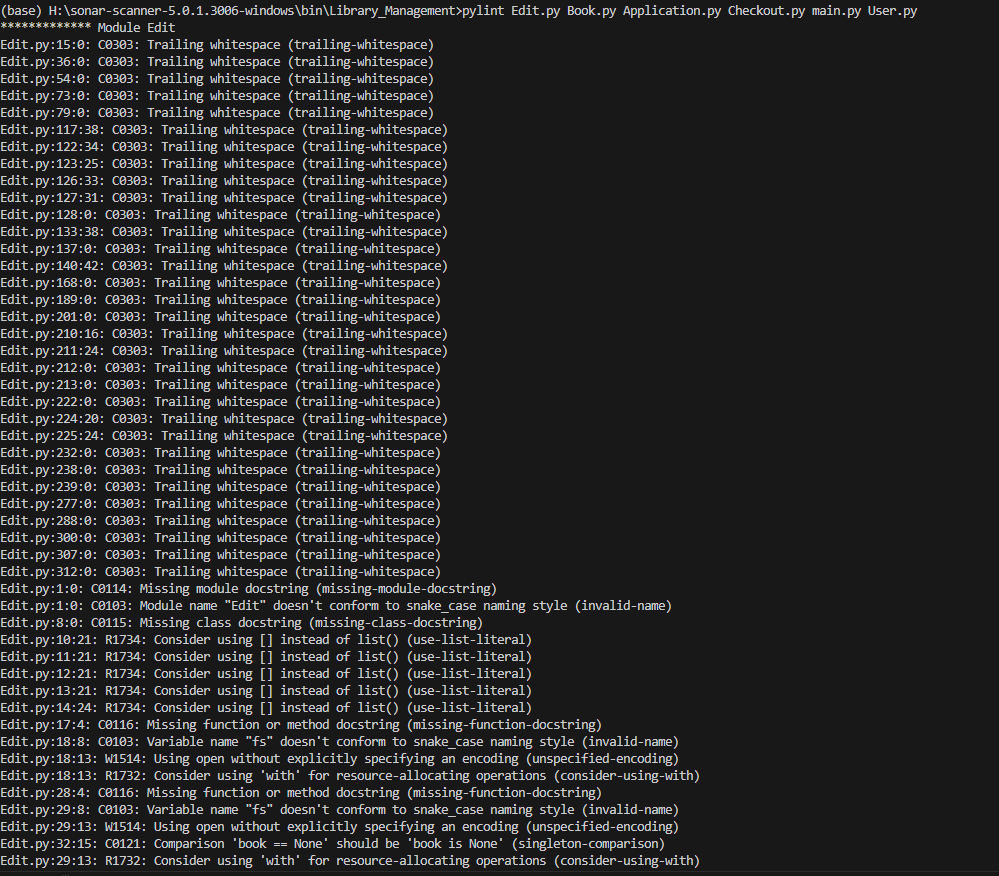 (base) H:\sonar-scanner-5.0.1.3006-windows\bin\Library_Management>pylint Edit.py Book.py Application.py Checkout.py main.py User.py
************* Module Edit
Edit.py:15:0: C0303: Trailing whitespace (trailing-whitespace)
Edit.py:36:0: C0303: Trailing whitespace (trailing-whitespace)
Edit.py:54:0: C0303: Trailing whitespace (trailing-whitespace)
Edit.py:73:0: C0303: Trailing whitespace (trailing-whitespace)
Edit.py:79:0: C0303: Trailing whitespace (trailing-whitespace)
Edit.py:117:38: C0303: Trailing whitespace (trailing-whitespace)
Edit.py:122:34: C0303: Trailing whitespace (trailing-whitespace)
Edit.py:123:25: C0303: Trailing whitespace (trailing-whitespace)
Edit.py:126:33: C0303: Trailing whitespace (trailing-whitespace)
Edit.py:127:31: C0303: Trailing whitespace (trailing-whitespace)
Edit.py:128:0: C0303: Trailing whitespace (trailing-whitespace)
Edit.py:133:38: C0303: Trailing whitespace (trailing-whitespace)
Edit.py:137:0: C0303: Trailing whitespace (trailing-whitespace)
Edit.py:140:42: C0303: Trailing whitespace (trailing-whitespace)
Edit.py:168:0: C0303: Trailing whitespace (trailing-whitespace)
Edit.py:189:0: C0303: Trailing whitespace (trailing-whitespace)
Edit.py:201:0: C0303: Trailing whitespace (trailing-whitespace)
Edit.py:210:16: C0303: Trailing whitespace (trailing-whitespace)
Edit.py:211:24: C0303: Trailing whitespace (trailing-whitespace)
Edit.py:212:0: C0303: Trailing whitespace (trailing-whitespace)
Edit.py:213:0: C0303: Trailing whitespace (trailing-whitespace)
Edit.py:222:0: C0303: Trailing whitespace (trailing-whitespace)
Edit.py:224:20: C0303: Trailing whitespace (trailing-whitespace)
Edit.py:225:24: C0303: Trailing whitespace (trailing-whitespace)
Edit.py:232:0: C0303: Trailing whitespace (trailing-whitespace)
Edit.py:238:0: C0303: Trailing whitespace (trailing-whitespace)
Edit.py:239:0: C0303: Trailing whitespace (trailing-whitespace)
Edit.py:277:0: C0303: Trailing whitespace (trailing-whitespace)
Edit.py:288:0: C0303: Trailing whitespace (trailing-whitespace)
Edit.py:300:0: C0303: Trailing whitespace (trailing-whitespace)
Edit.py:307:0: C0303: Trailing whitespace (trailing-whitespace)
Edit.py:312:0: C0303: Trailing whitespace (trailing-whitespace)
Edit.py:1:0: C0114: Missing module docstring (missing-module-docstring)
Edit.py:1:0: C0103: Module name "Edit" doesn't conform to snake_case naming style (invalid-name)
Edit.py:8:0: C0115: Missing class docstring (missing-class-docstring)
Edit.py:10:21: R1734: Consider using [] instead of list() (use-list-literal)
Edit.py:11:21: R1734: Consider using [] instead of list() (use-list-literal)
Edit.py:12:21: R1734: Consider using [] instead of list() (use-list-literal)
Edit.py:13:21: R1734: Consider using [] instead of list() (use-list-literal)
Edit.py:14:24: R1734: Consider using [] instead of list() (use-list-literal)
Edit.py:17:4: C0116: Missing function or method docstring (missing-function-docstring)
Edit.py:18:8: C0103: Variable name "fs" doesn't conform to snake_case naming style (invalid-name)
Edit.py:18:13: W1514: Using open without explicitly specifying an encoding (unspecified-encoding)
Edit.py:18:13: R1732: Consider using 'with' for resource-allocating operations (consider-using-with)
Edit.py:28:4: C0116: Missing function or method docstring (missing-function-docstring)
Edit.py:29:8: C0103: Variable name "fs" doesn't conform to snake_case naming style (invalid-name)
Edit.py:29:13: W1514: Using open without explicitly specifying an encoding (unspecified-encoding)
Edit.py:32:15: C0121: Comparison 'book == None' should be 'book is None' (singleton-comparison)
Edit.py:29:13: R1732: Consider using 'with' for resource-allocating operations (consider-using-with)